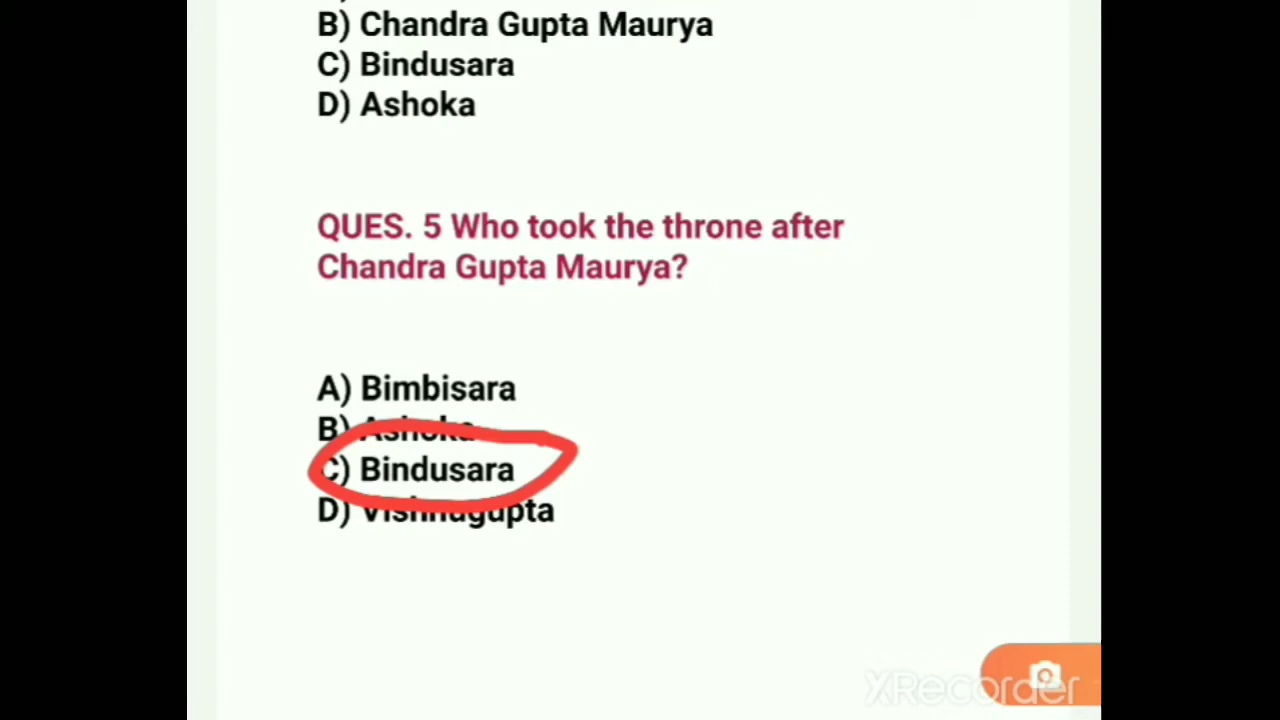 B) Chandra Gupta Maurya
C) Bindusara
D) Ashoka
QUES. 5 Who took the throne after
Chandra Gupta Maurya?
A) Bimbisara
B) Ashoka
C) Bindusara
D) Vishnugupta
XRecorder